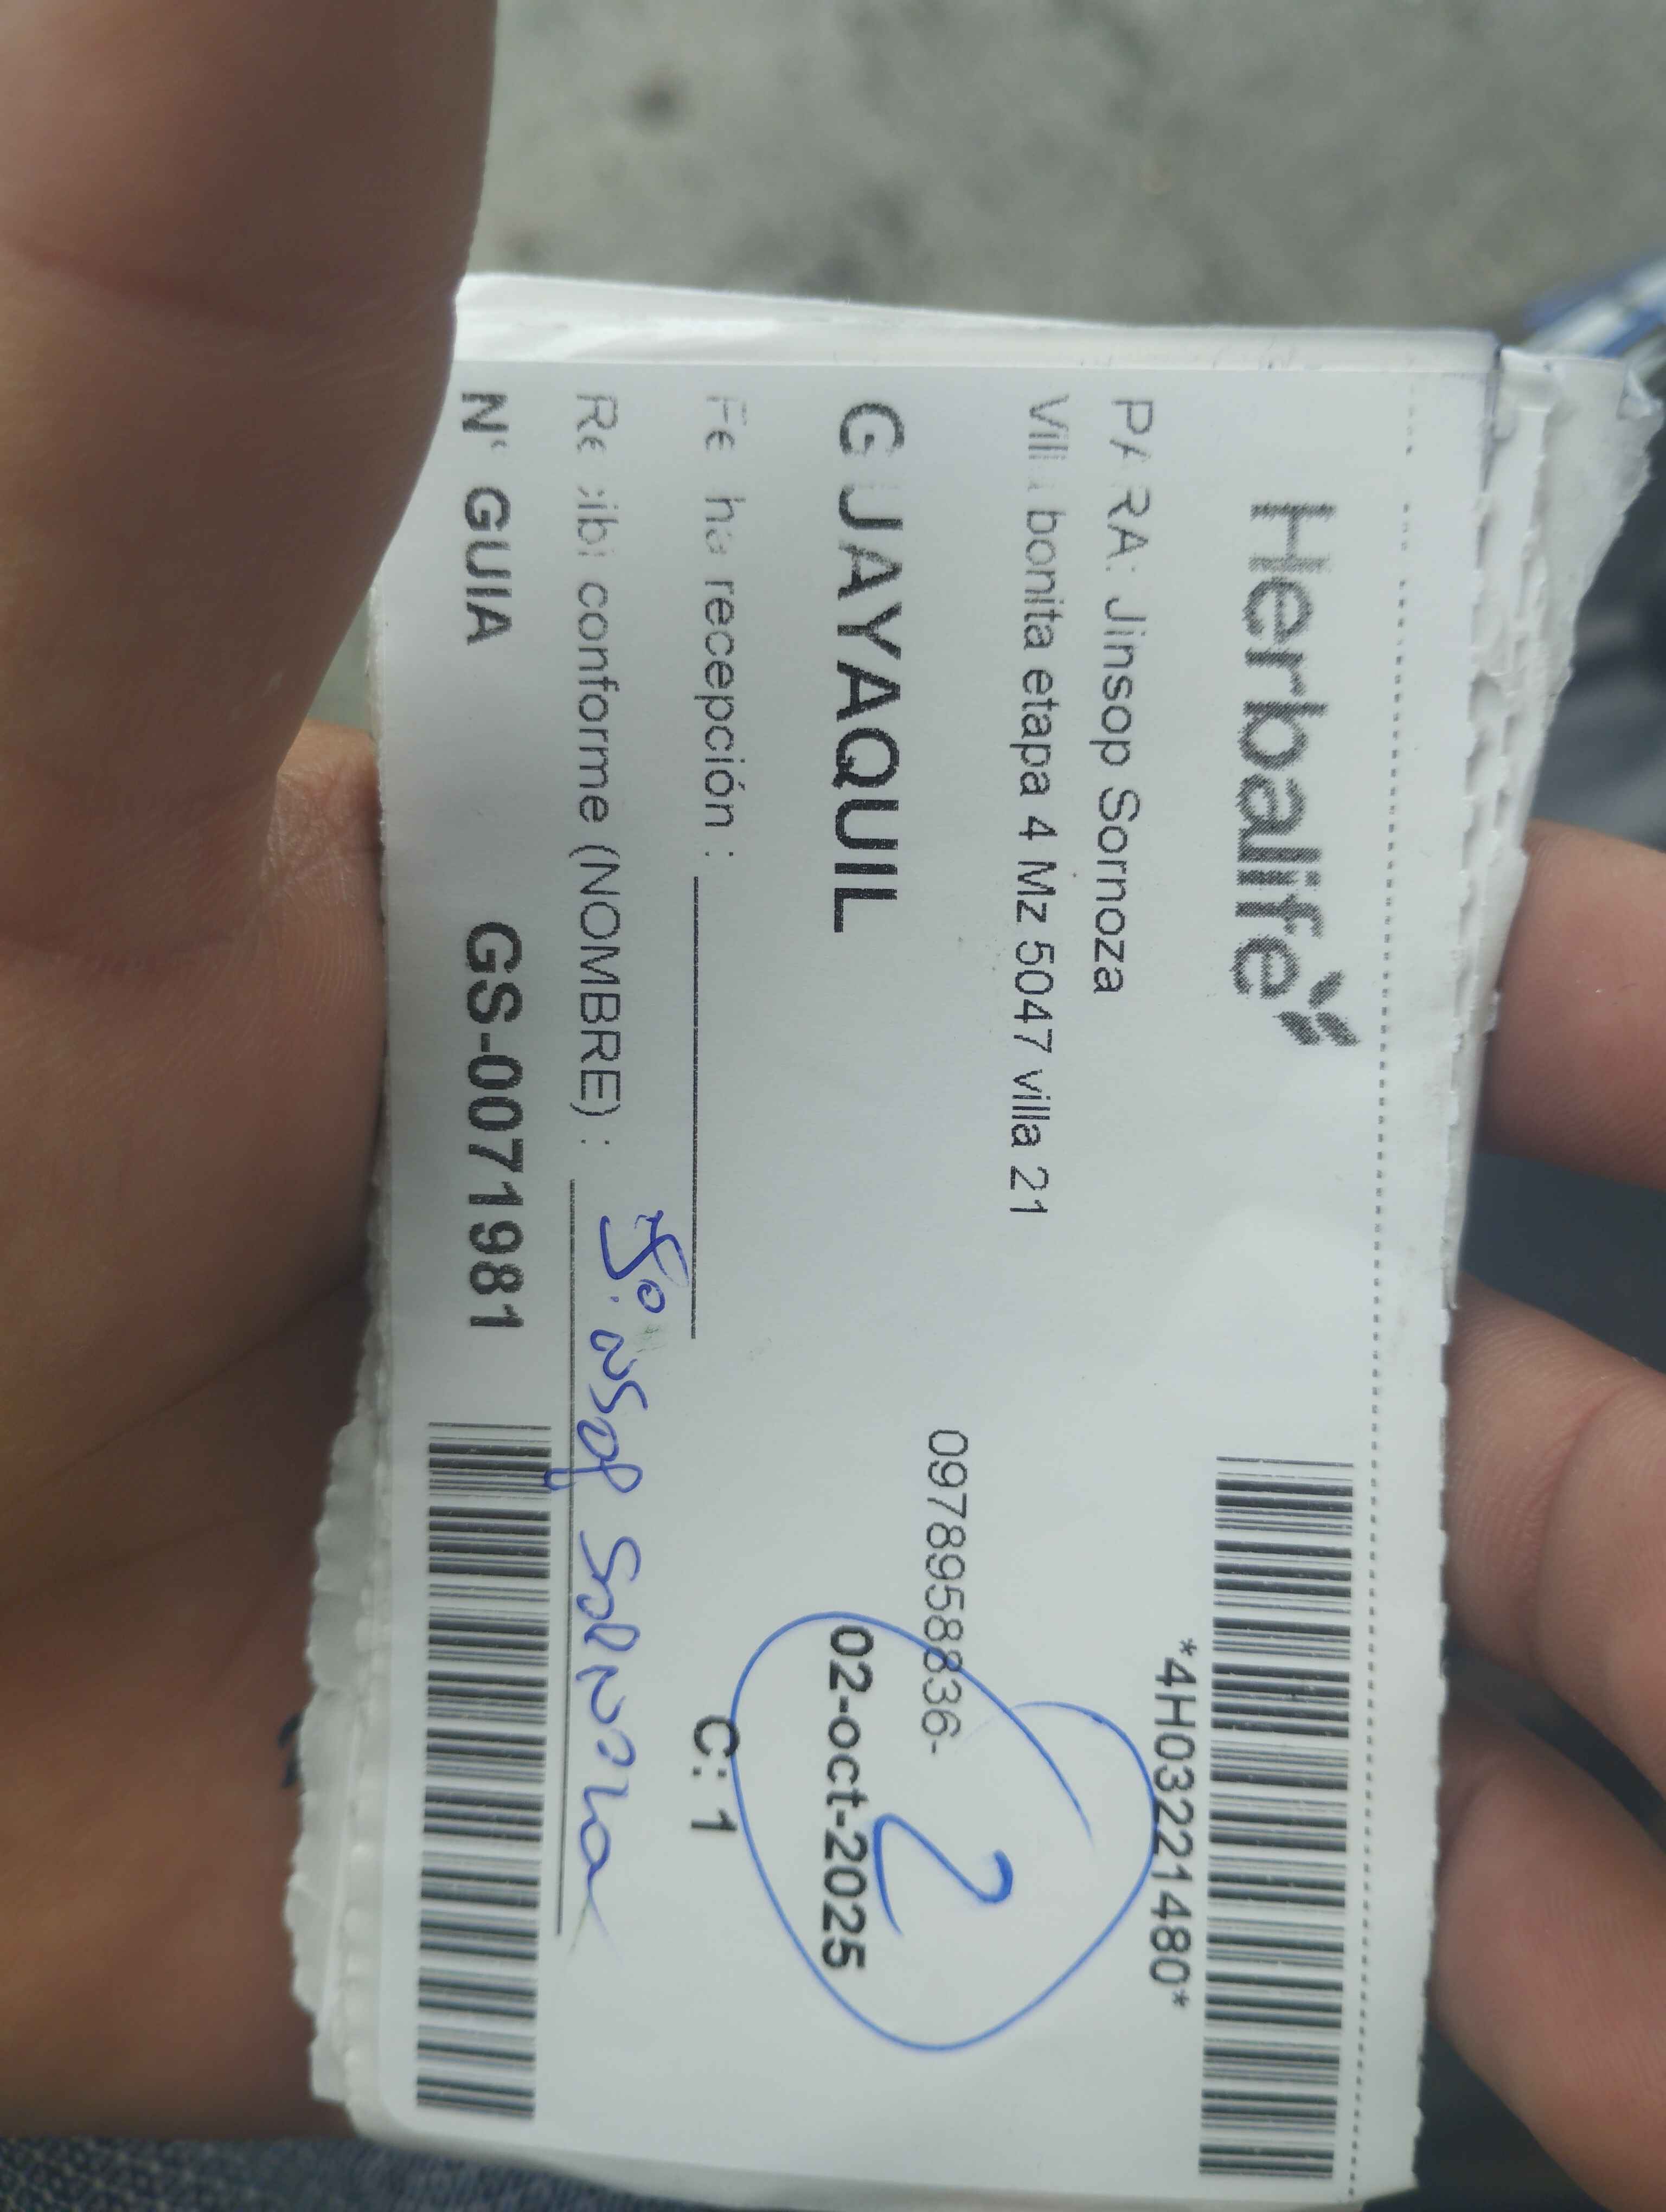 Herbalife
*4H03221480*
PARA: Jinsop Sornoza
Villa bonita etapa 4 Mz 5047 villa 21
0978958836-
2
GUAYAQUIL
02-oct-2025
Fecha recepción :
C: 1
Recibi conforme (NOMBRE) :
N° GUIA GS-0071981